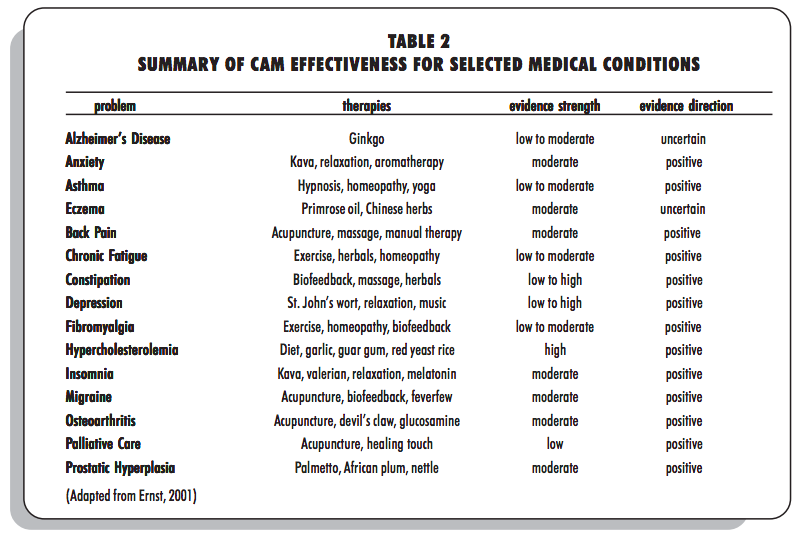 TABLE 2
SUMMARY OF CAM EFFECTIVENESS FOR SELECTED MEDICAL CONDITIONS
problem therapies evidence strength evidence direction
Alzheimer's Disease Ginkgo low to moderate uncertain
Anxiety Kava, relaxation, aromatherapy moderate positive
Asthma Hypnosis, homeopathy, yoga low to moderate positive
Eczema Primrose oil, Chinese herbs moderate uncertain
Back Pain Acupuncture, massage, manual therapy moderate positive
Chronic Fatigue Exercise, herbals, homeopathy low to moderate positive
Constipation Biofeedback, massage, herbals low to high positive
Depression St. John's wort, relaxation, music low to high positive
Fibromyalgia Exercise, homeopathy, biofeedback low to moderate positive
Hypercholesterolemia Diet, garlic, guar gum, red yeast rice high positive
Insomnia Kava, valerian, relaxation, melatonin moderate positive
Migraine Acupuncture, biofeedback, feverfew moderate positive
Osteoarthritis Acupuncture, devil's claw, glucosamine moderate positive
Palliative Care Acupuncture, healing touch low positive
Prostatic Hyperplasia Palmetto, African plum, nettle moderate positive
(Adapted from Ernst, 2001)